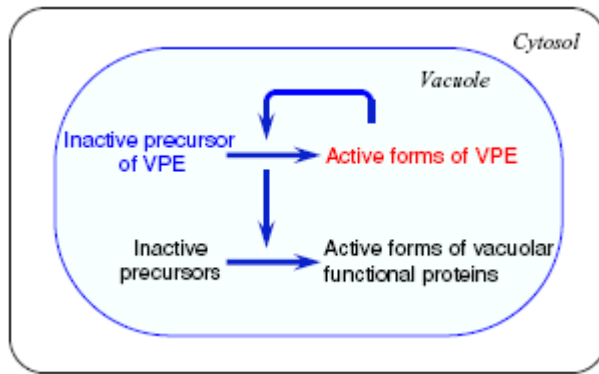 Cytosol
Vacuole
Inactive precursor
of VPE
Active forms of VPE
Inactive
precursors
Active forms of vacuolar
functional proteins